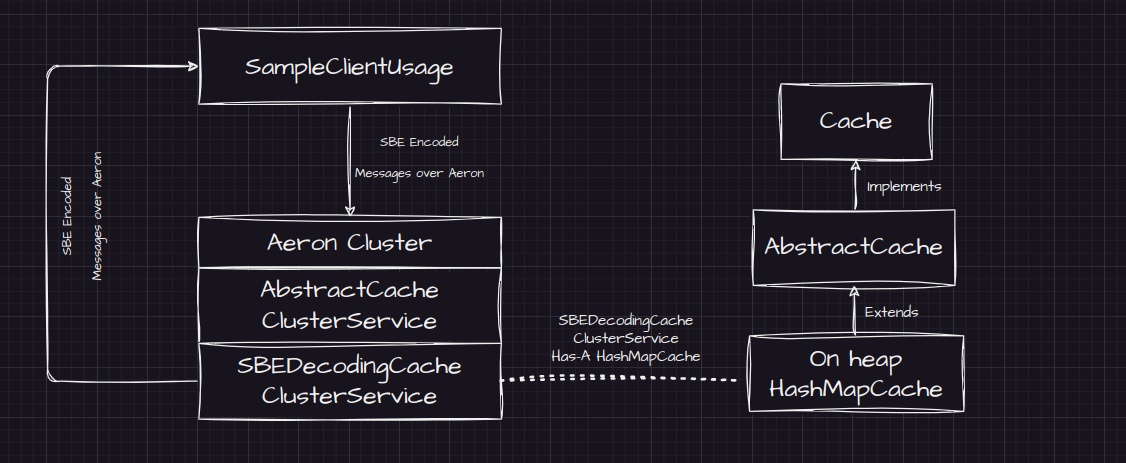 SampleClientUsage
SBE Encoded
Messages over Aeron
SBE Encoded
Messages over Aeron
Aeron Cluster
AbstractCache
ClusterService
SBEDecodingCache
ClusterService
SBEDecodingCache
ClusterService
Has-A HashMapCache
Cache
Implements
AbstractCache
Extends
On heap
HashMapCache